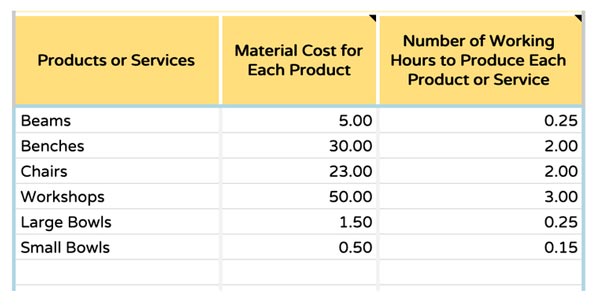 Products or Services
Material Cost for
Each Product
Number of Working
Hours to Produce Each
Product or Service
Beams 5.00 0.25
Benches 30.00 2.00
Chairs 23.00 2.00
Workshops 50.00 3.00
Large Bowls 1.50 0.25
Small Bowls 0.50 0.15